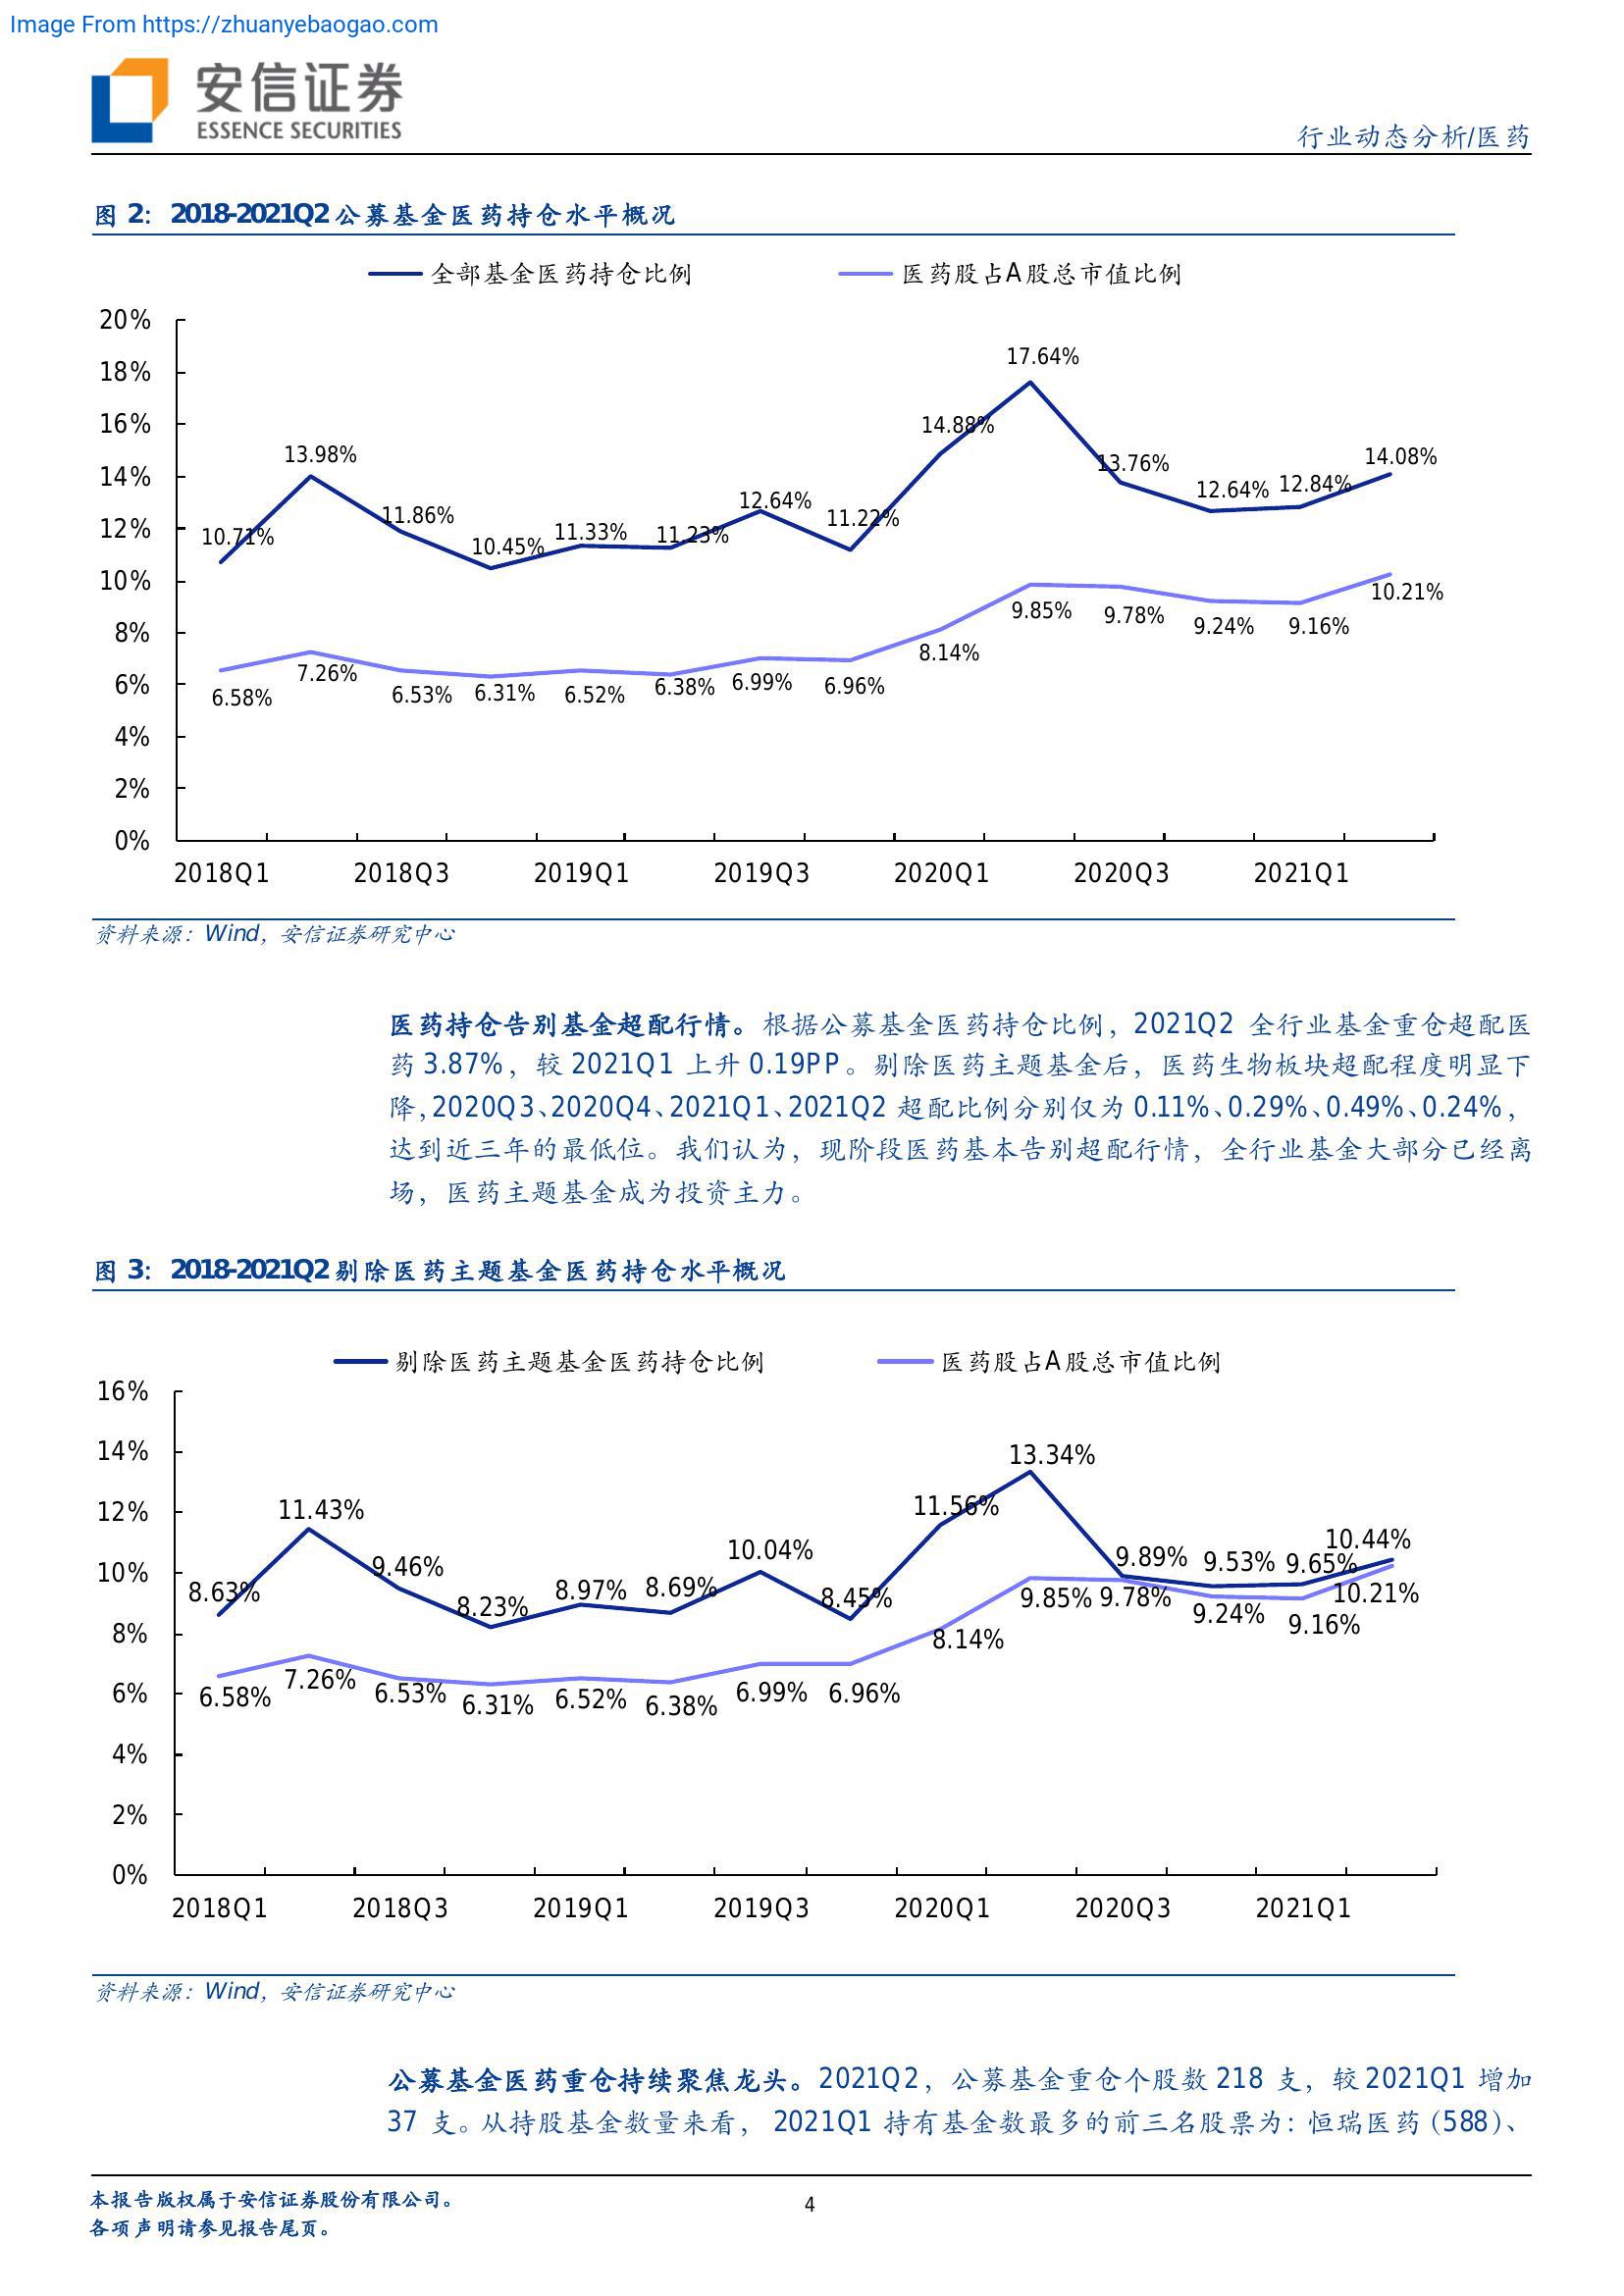 Image From https://zhuanyebaogao.com
安信证券
ESSENCE SECURITIES
行业动态分析/医药
图 2：2018-2021Q2 公募基金医药持仓水平概况
全部基金医药持仓比例 医药股占A股总市值比例
20%
18%
16%
14%
12%
10%
8%
6%
4%
2%
0%
10.71% 13.98% 11.86% 10.45% 11.33% 11.23% 12.64% 11.22% 14.88% 17.64% 13.76% 12.64% 12.84% 14.08%
6.58% 7.26% 6.53% 6.31% 6.52% 6.38% 6.99% 6.96% 8.14% 9.85% 9.78% 9.24% 9.16% 10.21%
2018Q1 2018Q3 2019Q1 2019Q3 2020Q1 2020Q3 2021Q1
资料来源：Wind，安信证券研究中心
医药持仓告别基金超配行情。根据公募基金医药持仓比例，2021Q2 全行业基金重仓超配医
药 3.87%，较 2021Q1 上升 0.19PP。剔除医药主题基金后，医药生物板块超配程度明显下
降，2020Q3、2020Q4、2021Q1、2021Q2 超配比例分别仅为 0.11%、0.29%、0.49%、0.24%，
达到近三年的最低位。我们认为，现阶段医药基本告别超配行情，全行业基金大部分已经离
场，医药主题基金成为投资主力。
图 3：2018-2021Q2 剔除医药主题基金医药持仓水平概况
剔除医药主题基金医药持仓比例 医药股占A股总市值比例
16%
14%
12%
10%
8%
6%
4%
2%
0%
8.63% 11.43% 9.46% 8.23% 8.97% 8.69% 10.04% 8.45% 11.56% 13.34% 9.89% 9.53% 9.65% 10.44%
6.58% 7.26% 6.53% 6.31% 6.52% 6.38% 6.99% 6.96% 8.14% 9.85% 9.78% 9.24% 9.16% 10.21%
2018Q1 2018Q3 2019Q1 2019Q3 2020Q1 2020Q3 2021Q1
资料来源：Wind，安信证券研究中心
公募基金医药重仓持续聚焦龙头。2021Q2，公募基金重仓个股数 218 支，较 2021Q1 增加
37 支。从持股基金数量来看， 2021Q1 持有基金数最多的前三名股票为：恒瑞医药（588）、
本报告版权属于安信证券股份有限公司。
4
各项声明请参见报告尾页。